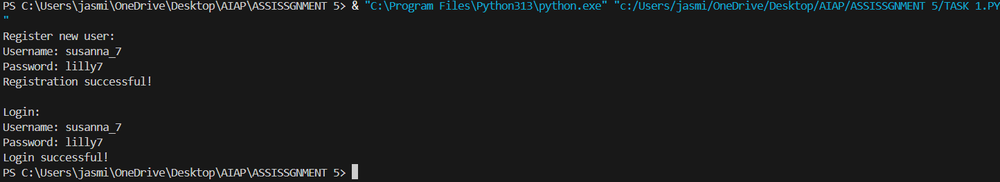 PS C:\Users\jasmi\OneDrive\Desktop\AIAP\ASSISSGNMENT 5> & "C:\Program Files\Python313\python.exe" "c:/Users/jasmi/OneDrive/Desktop/AIAP/ASSISSGNMENT 5/TASK 1.PY
"
Register new user:
Username: susanna_7
Password: lilly7
Registration successful!

Login:
Username: susanna_7
Password: lilly7
Login successful!
PS C:\Users\jasmi\OneDrive\Desktop\AIAP\ASSISSGNMENT 5>